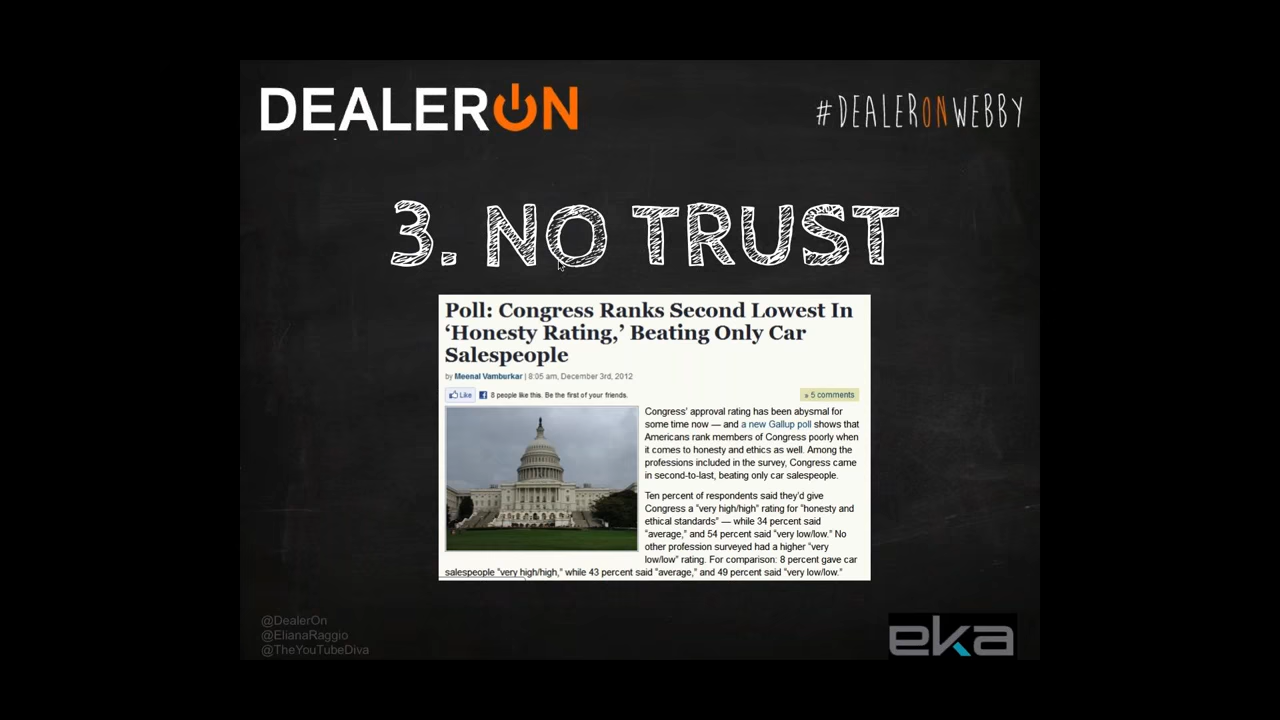 DEALERON
#DEALERONWEBBY
3. NO TRUST
Poll: Congress Ranks Second Lowest In
‘Honesty Rating,’ Beating Only Car
Salespeople
by Meenal Vamburkar | 8:05 am, December 3rd, 2012
Like 8 people like this. Be the first of your friends.
» 5 comments
Congress’ approval rating has been abysmal for
some time now — and a new Gallup poll shows that
Americans rank members of Congress poorly when
it comes to honesty and ethics as well. Among the
professions included in the survey, Congress came
in second-to-last, beating only car salespeople.
Ten percent of respondents said they’d give
Congress a “very high/high” rating for “honesty and
ethical standards” — while 34 percent said
“average,” and 54 percent said “very low/low.” No
other profession surveyed had a higher “very
low/low” rating. For comparison: 8 percent gave car
salespeople “very high/high,” while 43 percent said “average,” and 49 percent said “very low/low.”
@DealerOn
@ElianaRaggio
@TheYouTubeDiva
eka